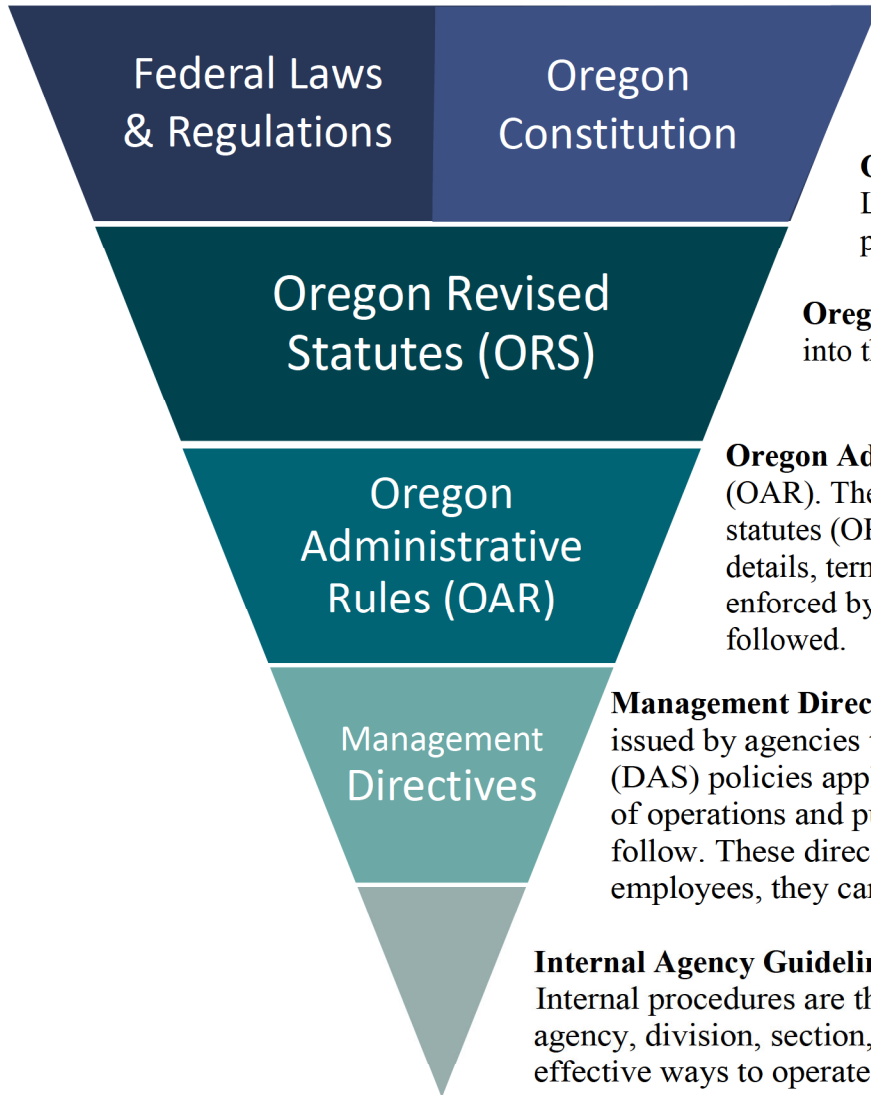 Federal Laws
& Regulations
Oregon
Constitution
Oregon Revised
Statutes (ORS)
Oregon
Administrative
Rules (OAR)
(OAR). The
statutes
details,
enforced by
followed.
Management
Directives
Management
issued by agencies
(DAS) policies
of operations and
follow. These
employees, they
Internal Agency
Internal procedures are
agency, division, section,
effective ways to operate
into